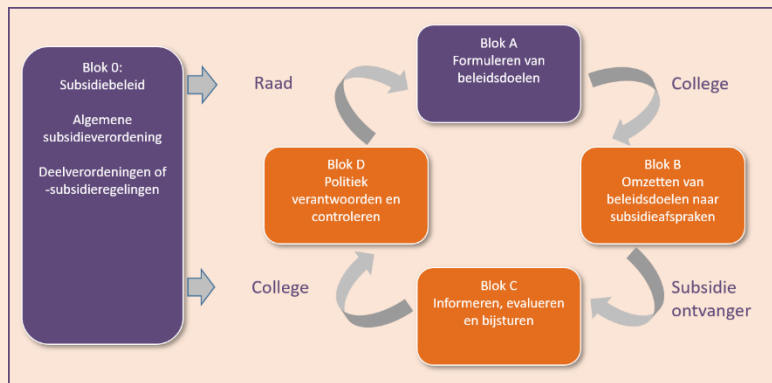 Blok 0:
Subsidiebeleid
Algemene
subsidieverordening
Deelverordeningen of
-subsidieregelingen
Raad
Blok A
Formuleren van
beleidsdoelen
College
Blok D
Politiek
verantwoorden en
controleren
Blok B
Omzetten van
beleidsdoelen naar
subsidieafspraken
College
Blok C
Informeren, evalueren
en bijsturen
Subsidie
ontvanger